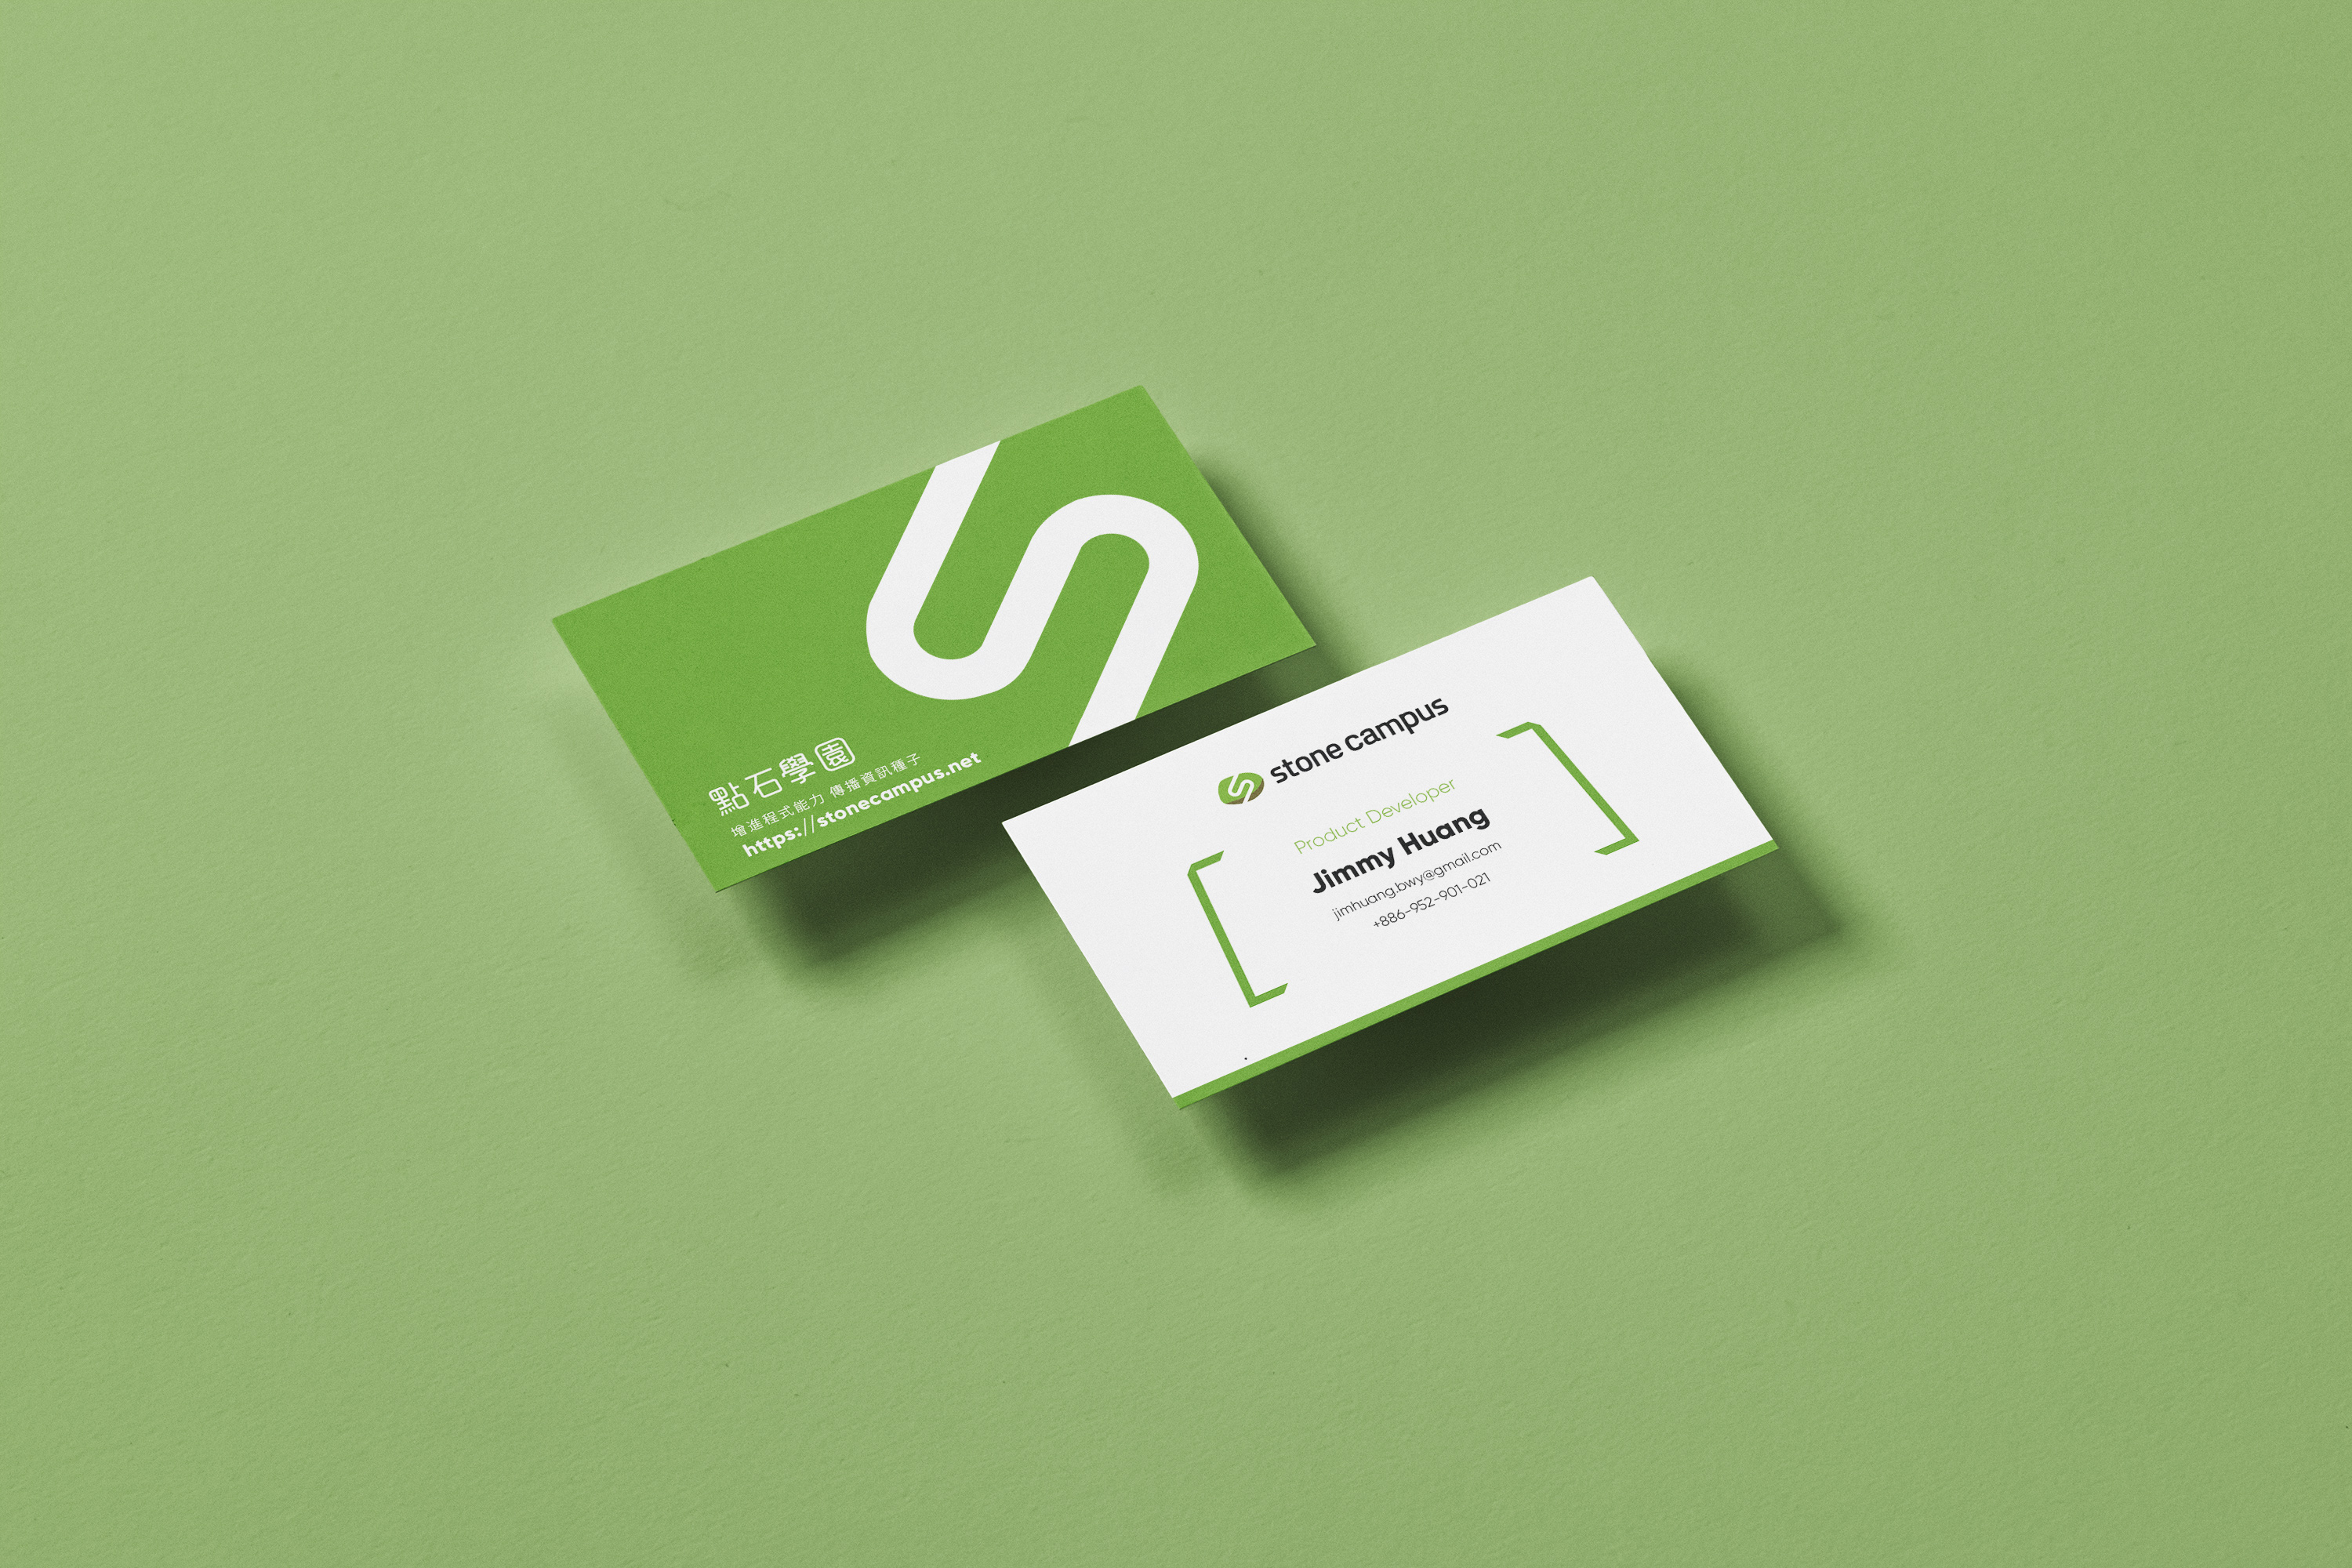 點石學園
增進程式能力 傳播資訊種子
https://stonecampus.net
stone campus
Product Developer
Jimmy Huang
jimhuang.bwy@gmail.com
+886-952-901-021